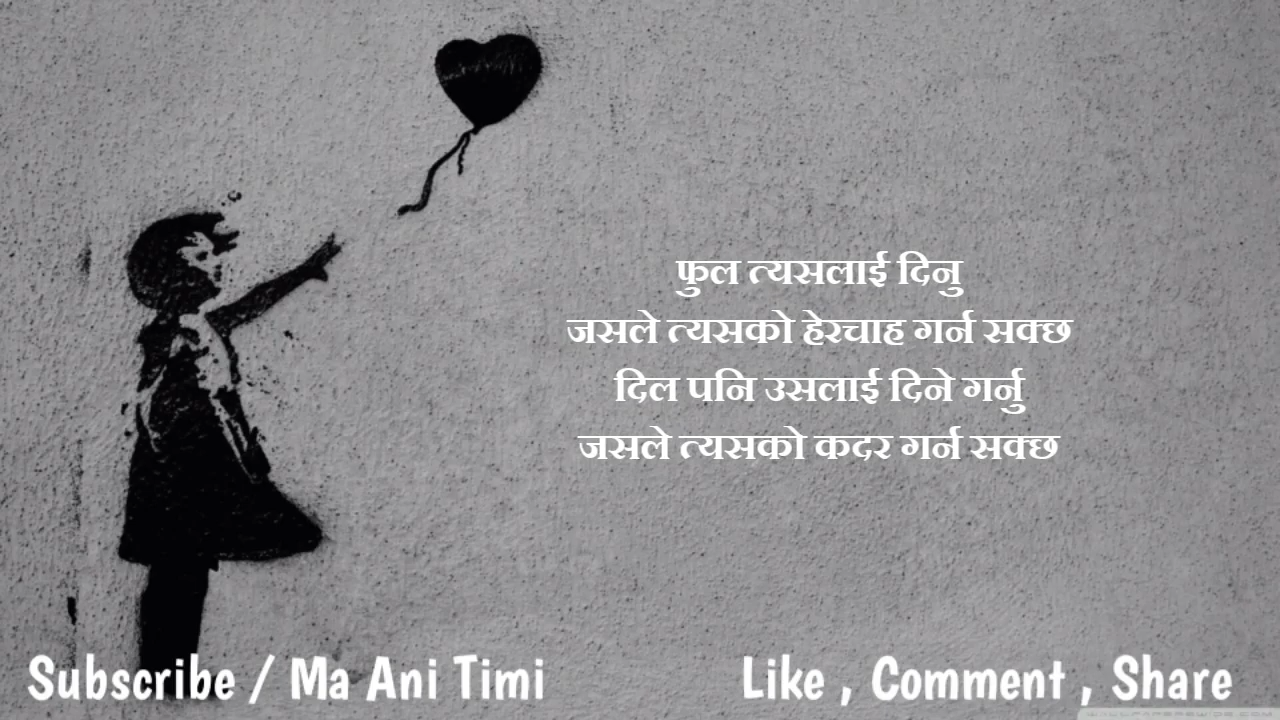 फुल त्यसलाई दिनु
जसले त्यसको हेरचाह गर्न सक्छ
दिल पनि उसलाई दिने गर्नु
जसले त्यसको कदर गर्न सक्छ
Subscribe / Ma Ani Timi
Like , Comment , Share